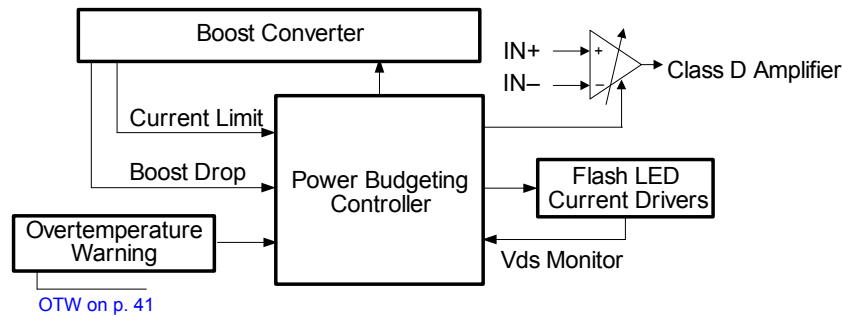 Boost Converter
IN+
+
IN–
–
Class D Amplifier
Current Limit
Boost Drop
Power Budgeting
Controller
Flash LED
Current Drivers
Overtemperature
Warning
Vds Monitor
OTW on p. 41